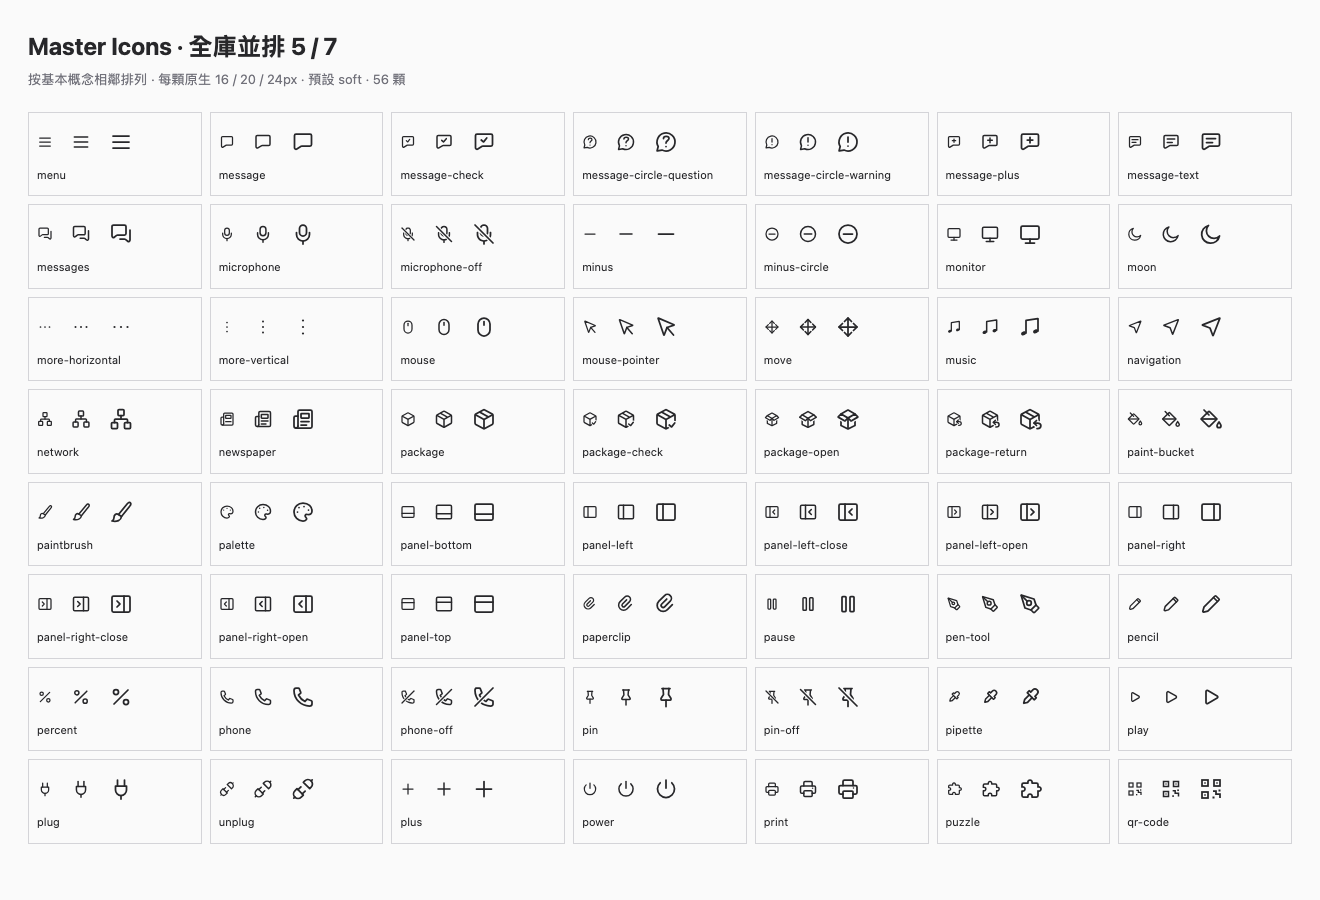 Master Icons · 全庫並排 5 / 7
按基本概念相鄰排列 · 每顆原生 16 / 20 / 24px · 預設 soft · 56 顆
menu
message
message-check
message-circle-question
message-circle-warning
message-plus
message-text
messages
microphone
microphone-off
minus
minus-circle
monitor
moon
more-horizontal
more-vertical
mouse
mouse-pointer
move
music
navigation
network
newspaper
package
package-check
package-open
package-return
paint-bucket
paintbrush
palette
panel-bottom
panel-left
panel-left-close
panel-left-open
panel-right
panel-right-close
panel-right-open
panel-top
paperclip
pause
pen-tool
pencil
percent
phone
phone-off
pin
pin-off
pipette
play
plug
unplug
plus
power
print
puzzle
qr-code